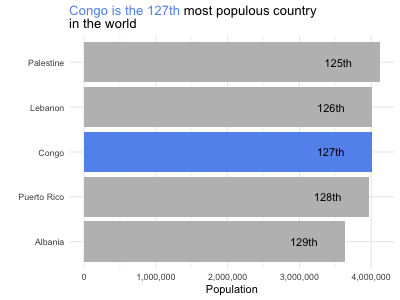 Congo is the 127th most populous country
in the world
Palestine
125th
Lebanon
126th
Congo
127th
Puerto Rico
128th
Albania
129th
0
1,000,000
2,000,000
3,000,000
4,000,000
Population